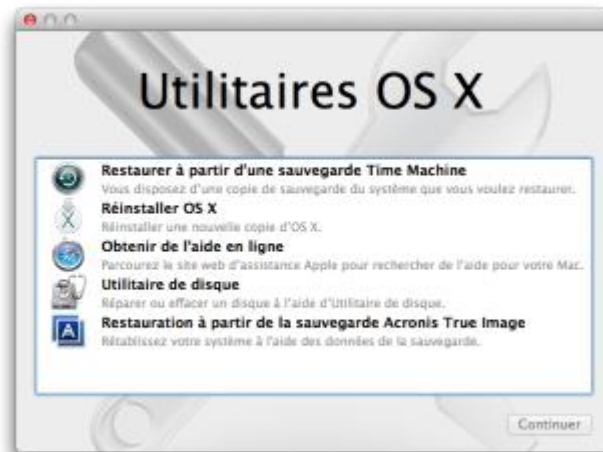 Utilitaires OS X
Restaurer à partir d'une sauvegarde Time Machine
Vous disposez d'une copie de sauvegarde du système que vous voulez restaurer.
Réinstaller OS X
Réinstaller une nouvelle copie d'OS X.
Obtenir de l'aide en ligne
Parcourez le site web d'assistance Apple pour rechercher de l'aide pour votre Mac.
Utilitaire de disque
Réparer ou effacer un disque à l'aide d'Utilitaire de disque.
Restauration à partir de la sauvegarde Acronis True Image
Rétablissez votre système à l'aide des données de la sauvegarde.
Continuer